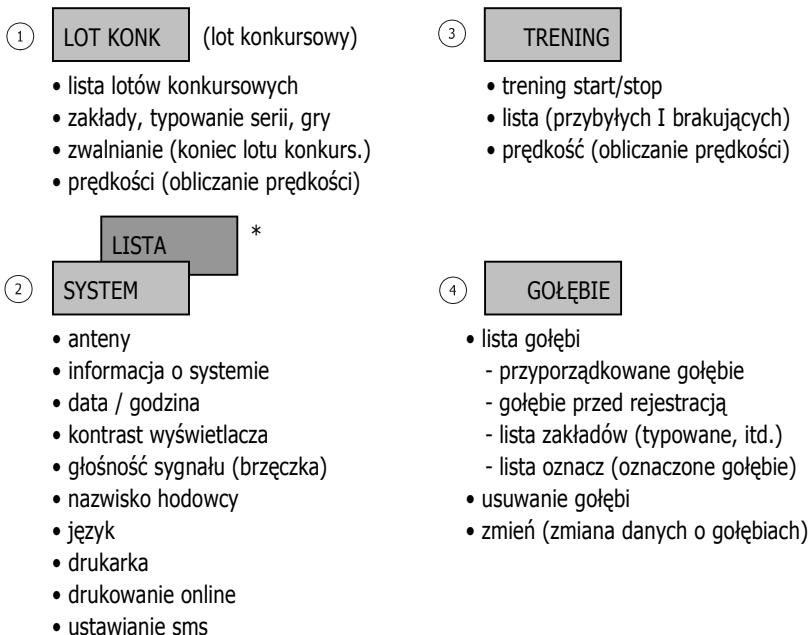 1 LOT KONK (lot konkursowy)
• lista lotów konkursowych
• zakłady, typowanie serii, gry
• zwalnianie (koniec lotu konkurs.)
• prędkości (obliczanie prędkości)
LISTA *
2 SYSTEM
• anteny
• informacja o systemie
• data / godzina
• kontrast wyświetlacza
• głośność sygnału (brzęczka)
• nazwisko hodowcy
• język
• drukarka
• drukowanie online
• ustawianie sms
3 TRENING
• trening start/stop
• lista (przybyłych I brakujących)
• prędkość (obliczanie prędkości)
4 GOŁĘBIE
• lista gołębi
- przyporządkowane gołębie
- gołębie przed rejestracją
- lista zakładów (typowane, itd.)
- lista oznacz (oznaczone gołębie)
• usuwanie gołębi
• zmień (zmiana danych o gołębiach)